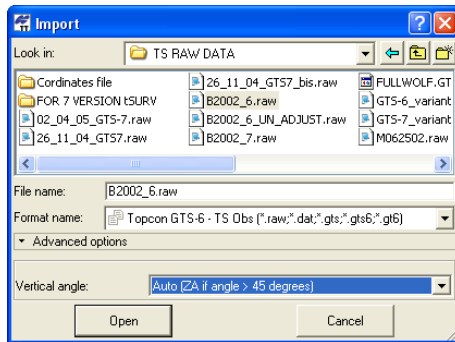 Import
Look in: TS RAW DATA
Cordinates file 26_11_04_GTS7_bis.raw FULLWOLF.GT
FOR 7 VERSION tSURV B2002_6.raw GTS-6_variant
02_04_05_GTS-7.raw B2002_6_UN_ADJUST.raw GTS-7_variant
26_11_04_GTS7.raw B2002_7.raw M062502.raw
File name: B2002_6.raw
Format name: Topcon GTS-6 - TS Obs (*.raw;*.dat;*.gts;*.gts6;*.gt6)
Advanced options
Vertical angle: Auto (ZA if angle > 45 degrees)
Open Cancel